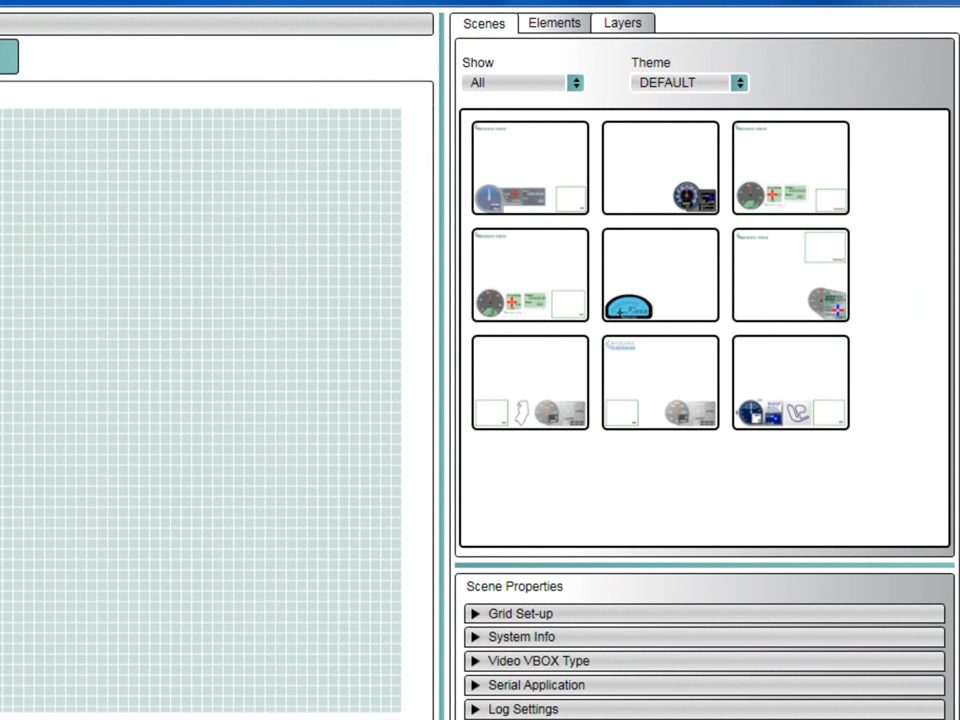 Scenes Elements Layers
Show Theme
All DEFAULT
Scene Properties
Grid Set-up
System Info
Video VBOX Type
Serial Application
Log Settings